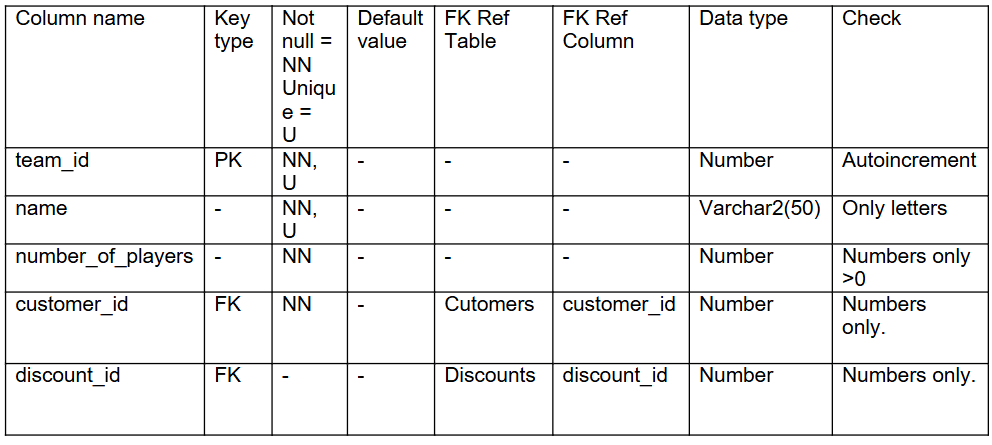 Column name
Key
type
Not
null =
NN
Uniqu
e =
U
Default
value
FK Ref
Table
FK Ref
Column
Data type
Check
team_id
PK
NN,
U
-
-
-
Number
Autoincrement
name
-
NN,
U
-
-
-
Varchar2(50)
Only letters
number_of_players
-
NN
-
-
-
Number
Numbers only
>0
customer_id
FK
NN
-
Cutomers
customer_id
Number
Numbers
only.
discount_id
FK
-
-
Discounts
discount_id
Number
Numbers only.